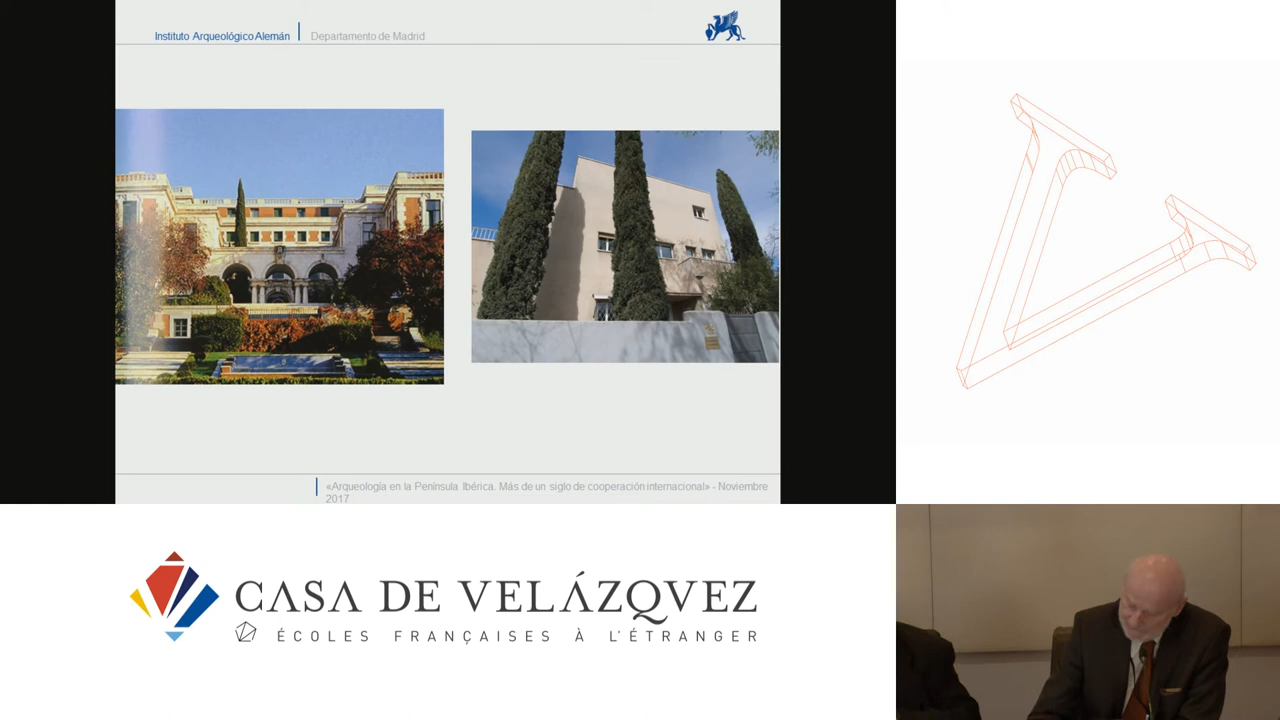 Instituto Arqueológico Alemán
Departamento de Madrid
«Arqueología en la Península Ibérica. Más de un siglo de cooperación internacional» - Noviembre
2017
CASA DE VELÁZQVEZ
ÉCOLES FRANÇAISES À L'ÉTRANGER